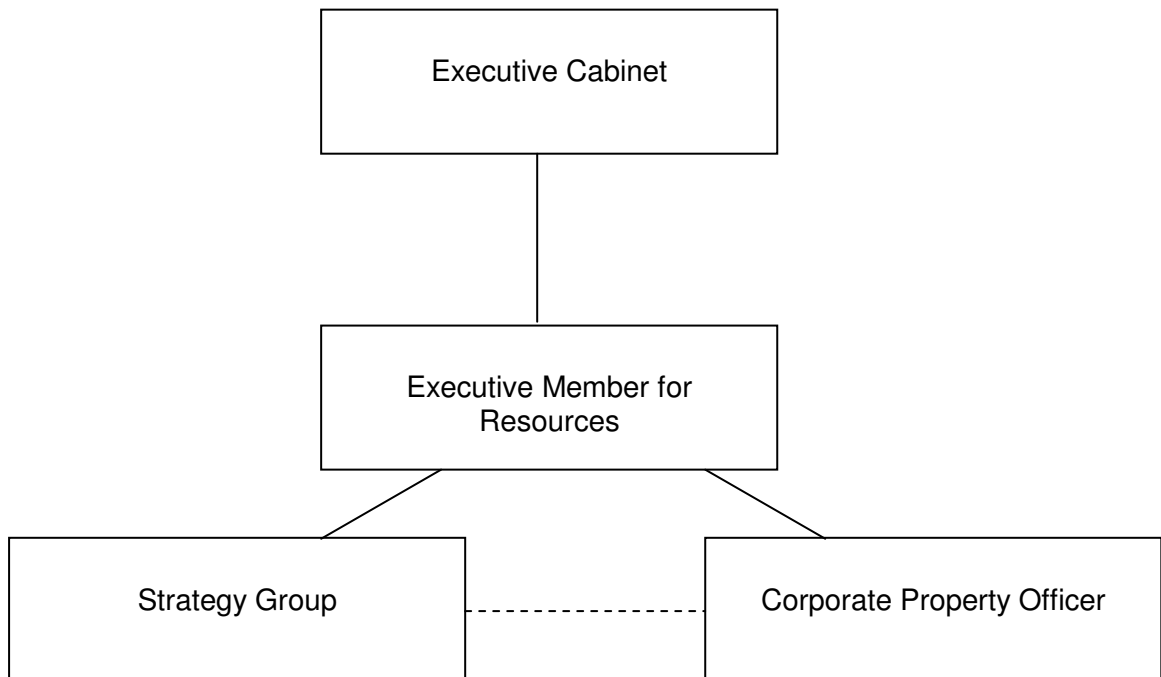 Executive Cabinet
Executive Member for
Resources
Strategy Group
Corporate Property Officer